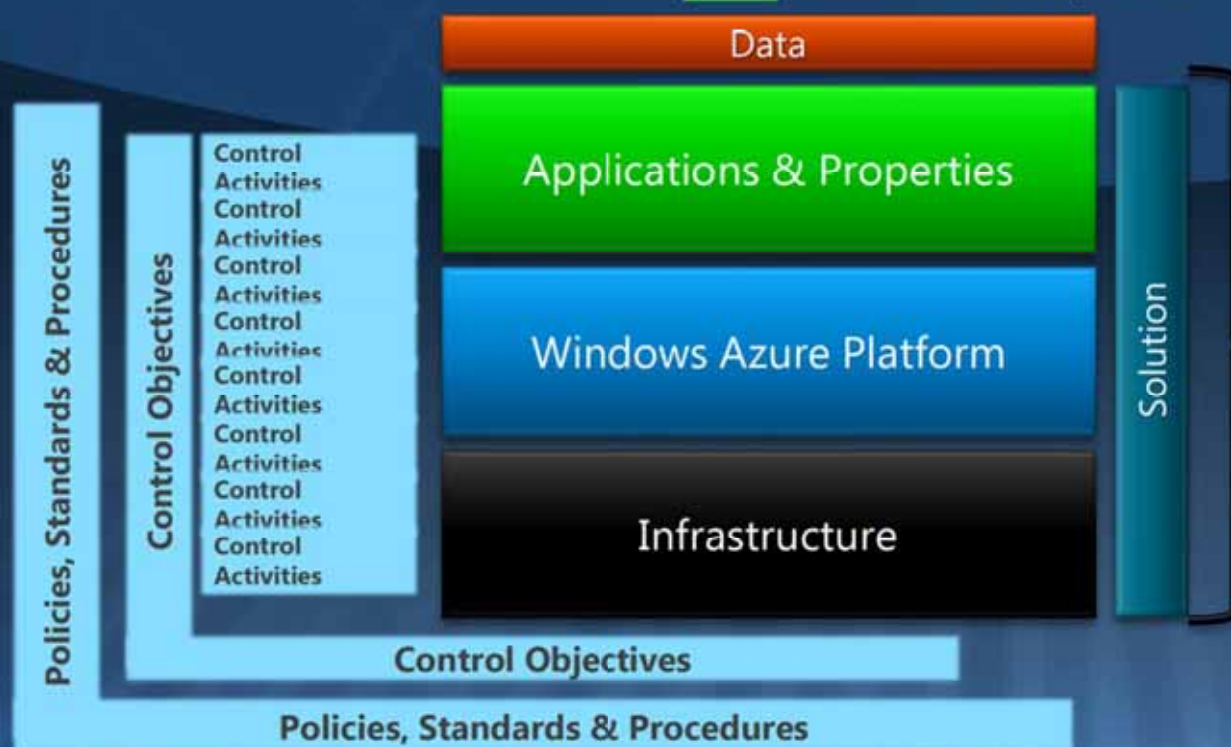 Data
Applications & Properties
Windows Azure Platform
Infrastructure
Solution
Policies, Standards & Procedures
Control Objectives
Control
Activities
Control
Activities
Control
Activities
Control
Activities
Control
Activities
Control
Activities
Control
Activities
Control
Activities
Control Objectives
Policies, Standards & Procedures